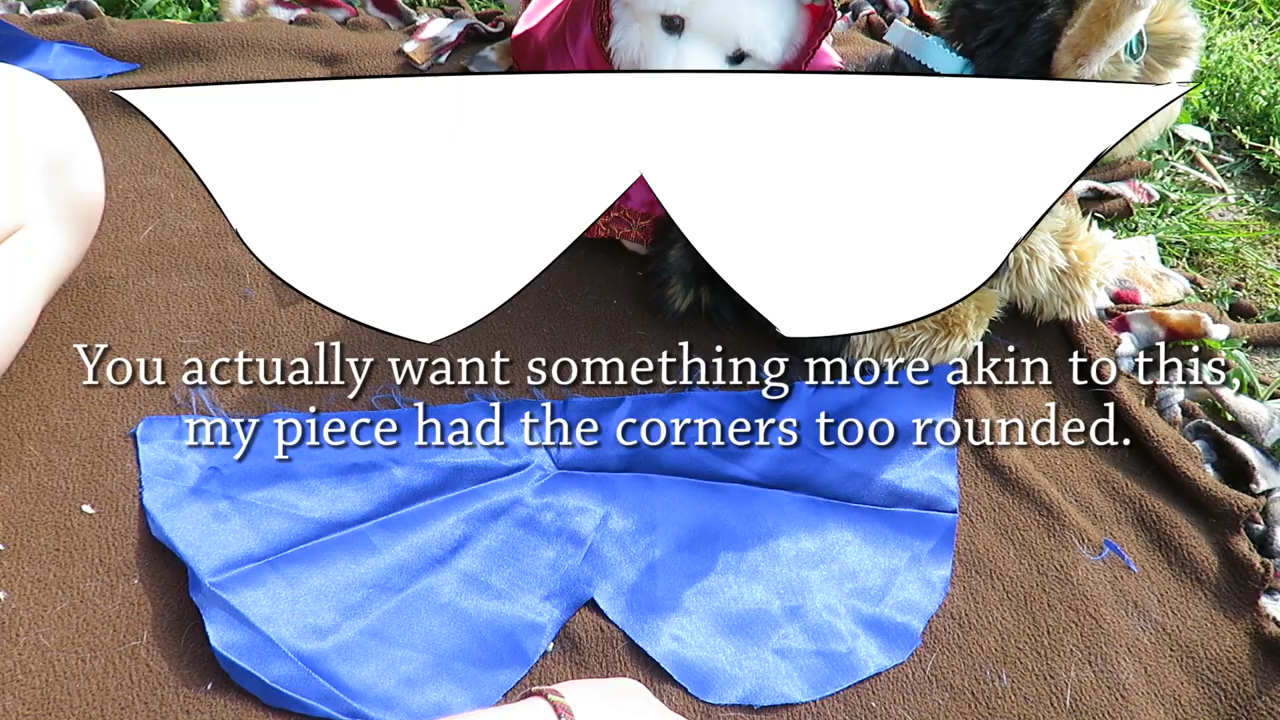 You actually want something more akin to this,
my piece had the corners too rounded.